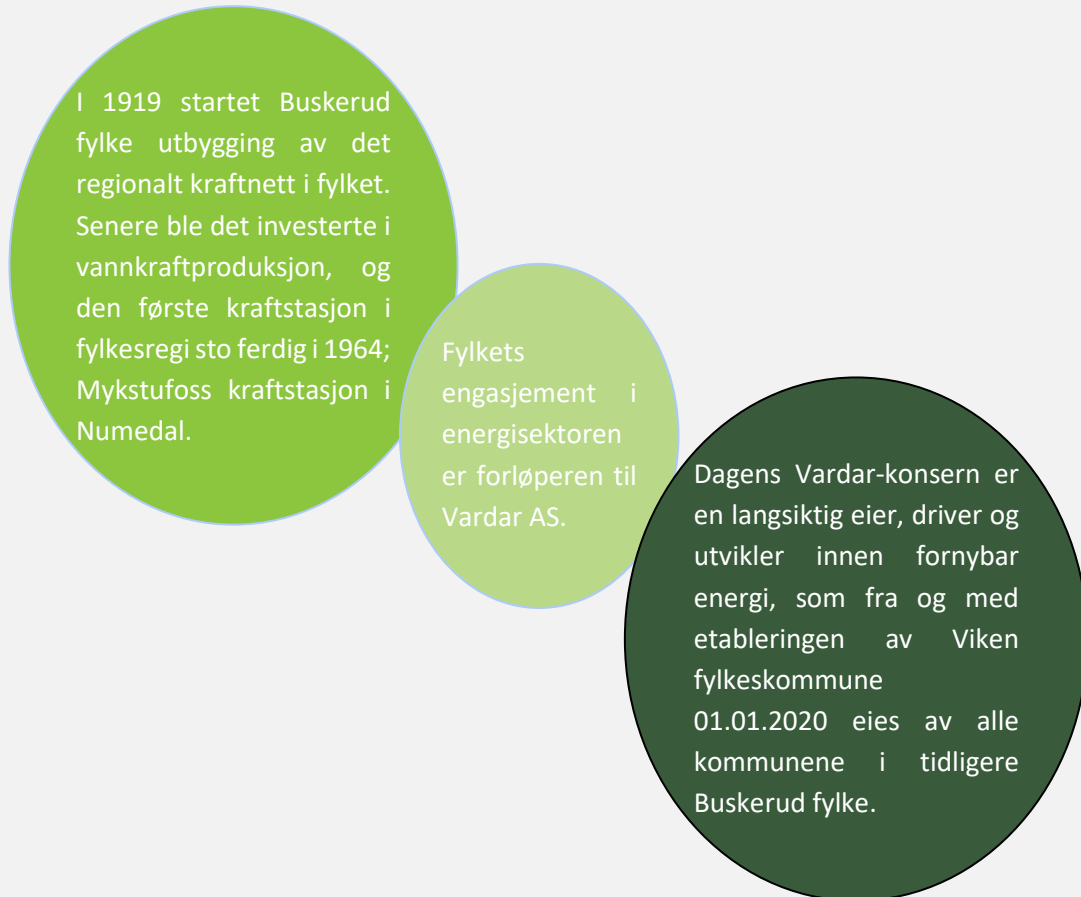 I 1919 startet Buskerud
fylke utbygging av det
regionalt kraftnett i fylket.
Senere ble det investerte i
vannkraftproduksjon, og
den første kraftstasjon i
fylkesregi sto ferdig i 1964;
Mykstufoss kraftstasjon i
Numedal.
Fylkets
engasjement i
energisektoren
er forløperen til
Vardar AS.
Dagens Vardar-konsern er
en langsiktig eier, driver og
utvikler innen fornybar
energi, som fra og med
etableringen av Viken
fylkeskommune
01.01.2020 eies av alle
kommunene i tidligere
Buskerud fylke.